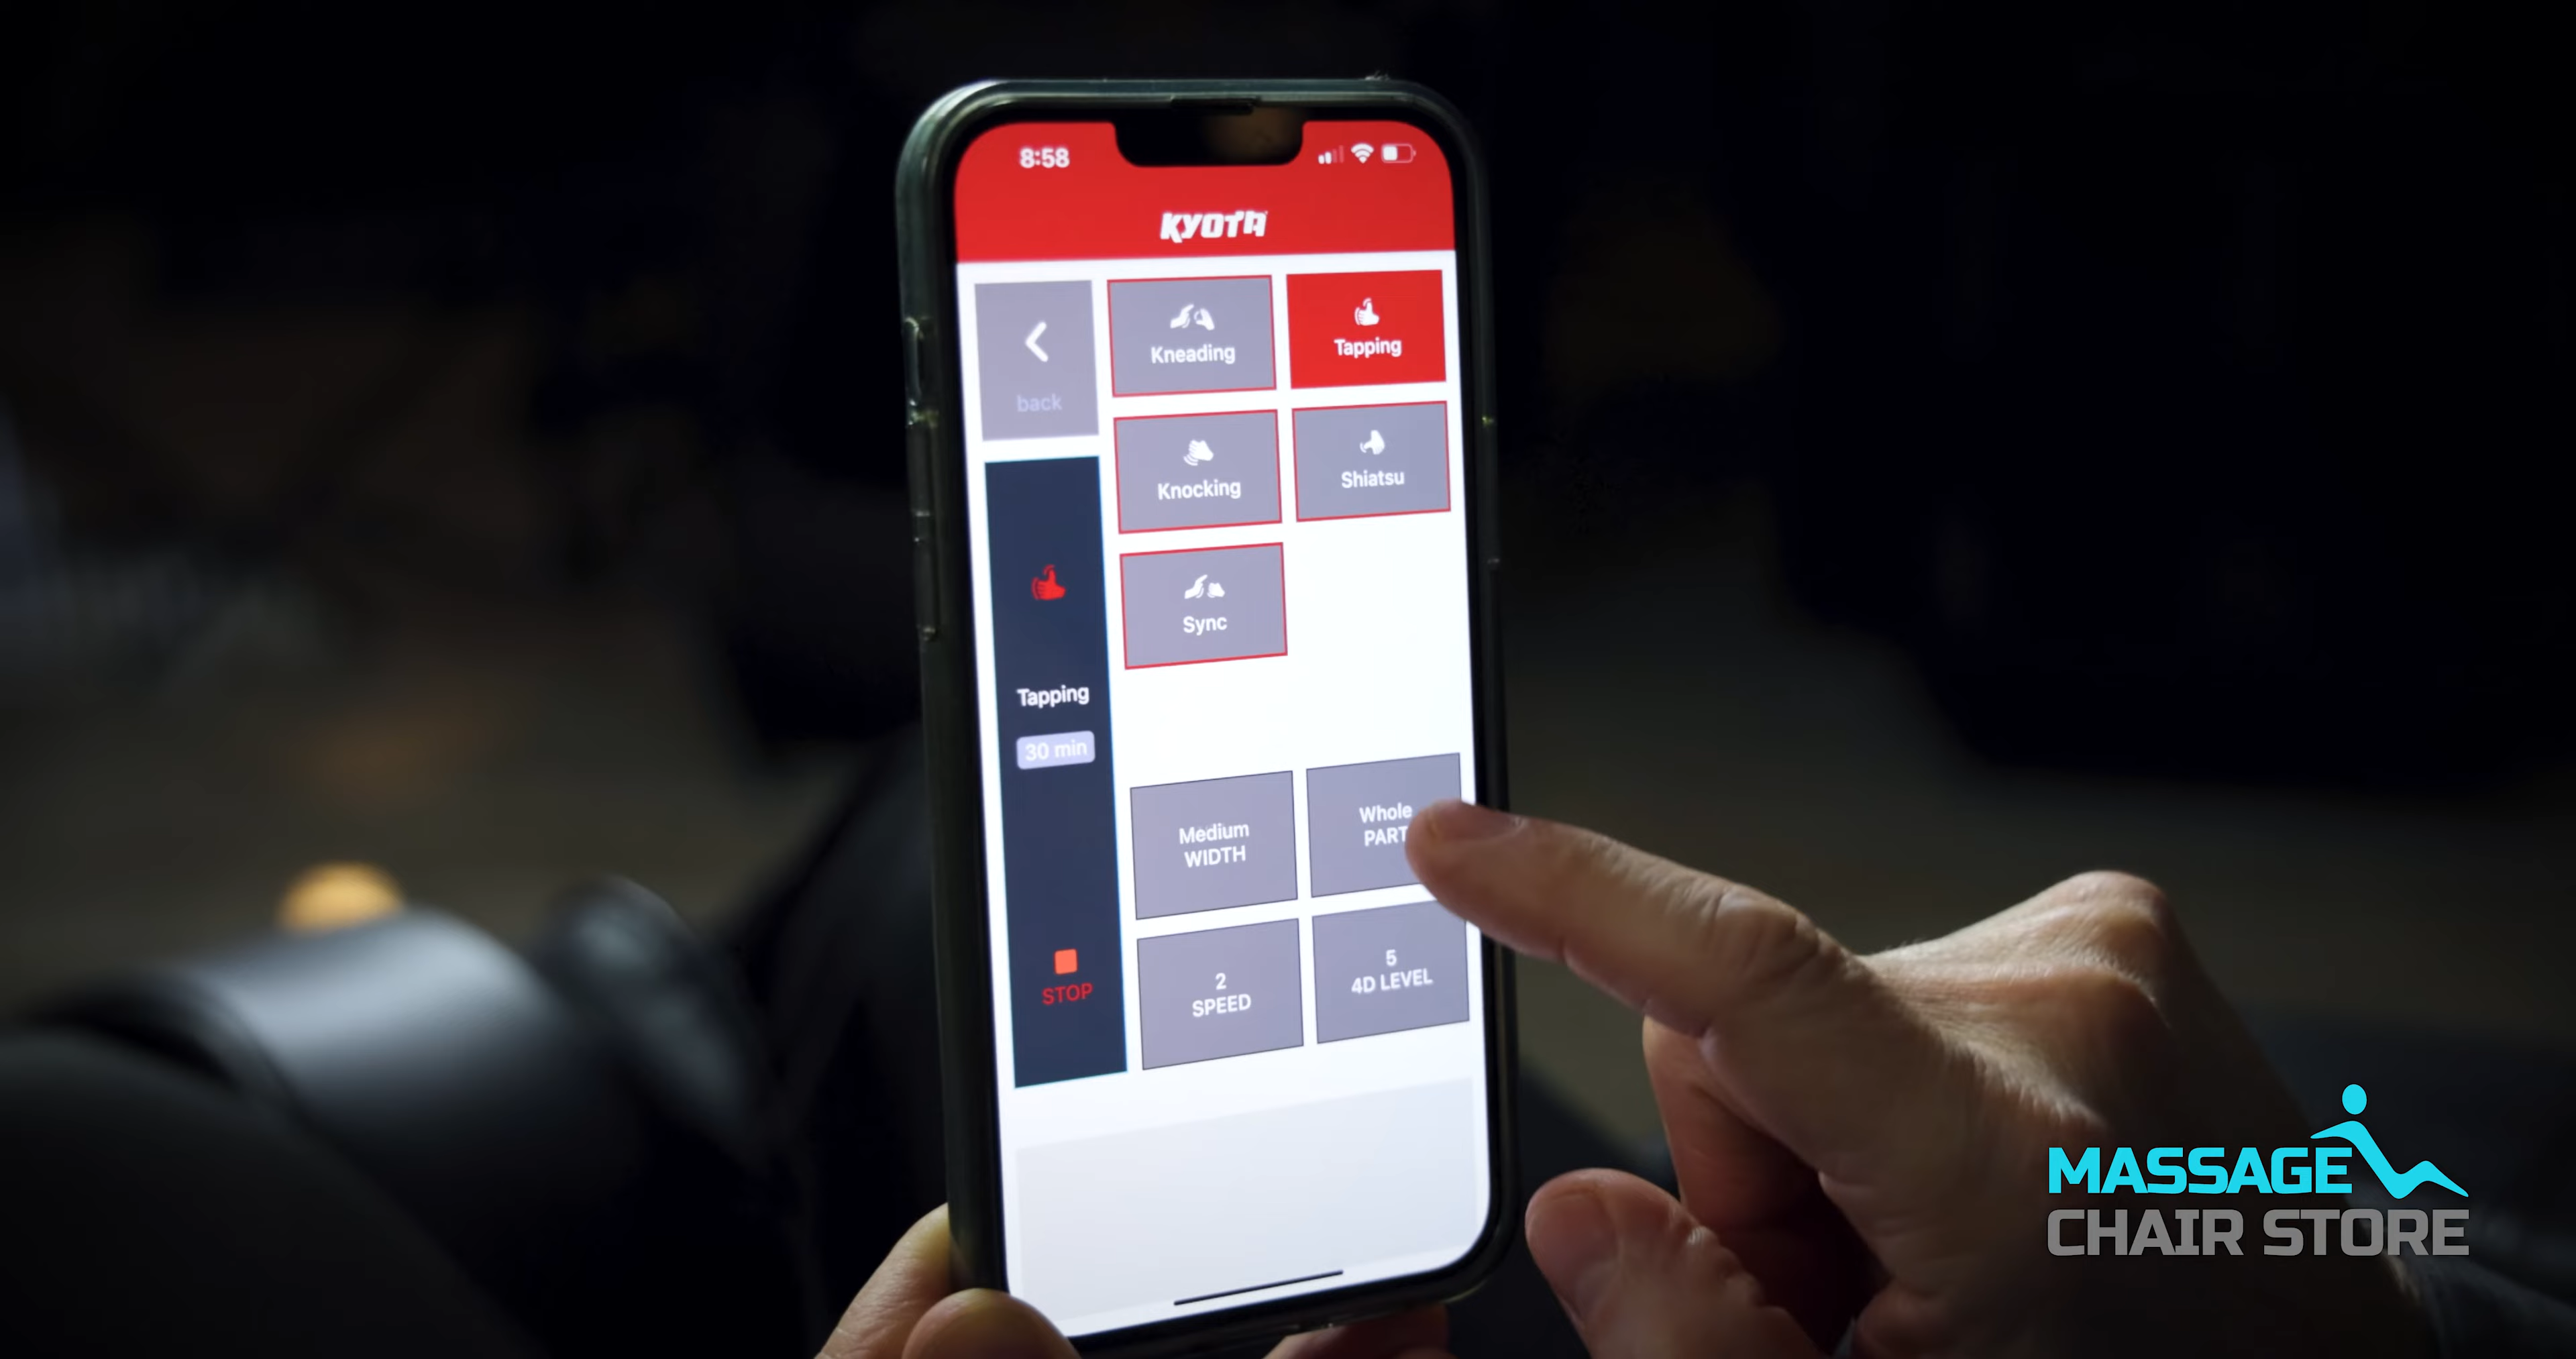 8:58
KYOTA
back
Kneading
Tapping
Knocking
Shiatsu
Sync
Tapping
30 min
STOP
Medium
WIDTH
Whole
PART
2
SPEED
5
4D LEVEL
MASSAGE
CHAIR STORE